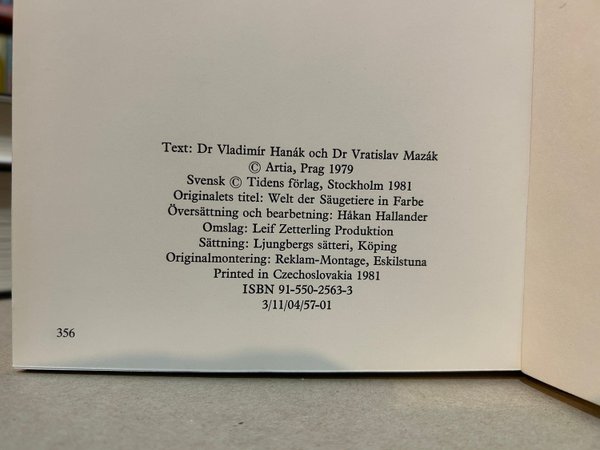 Text: Dr Vladimír Hanák och Dr Vratislav Mazák
© Artia, Prag 1979
Svensk © Tidens förlag, Stockholm 1981
Originalets titel: Welt der Säugetiere in Farbe
Översättning och bearbetning: Håkan Hallander
Omslag: Leif Zetterling Produktion
Sättning: Ljungbergs sätteri, Köping
Originalmontering: Reklam-Montage, Eskilstuna
Printed in Czechoslovakia 1981
ISBN 91-550-2563-3
3/11/04/57-01
356